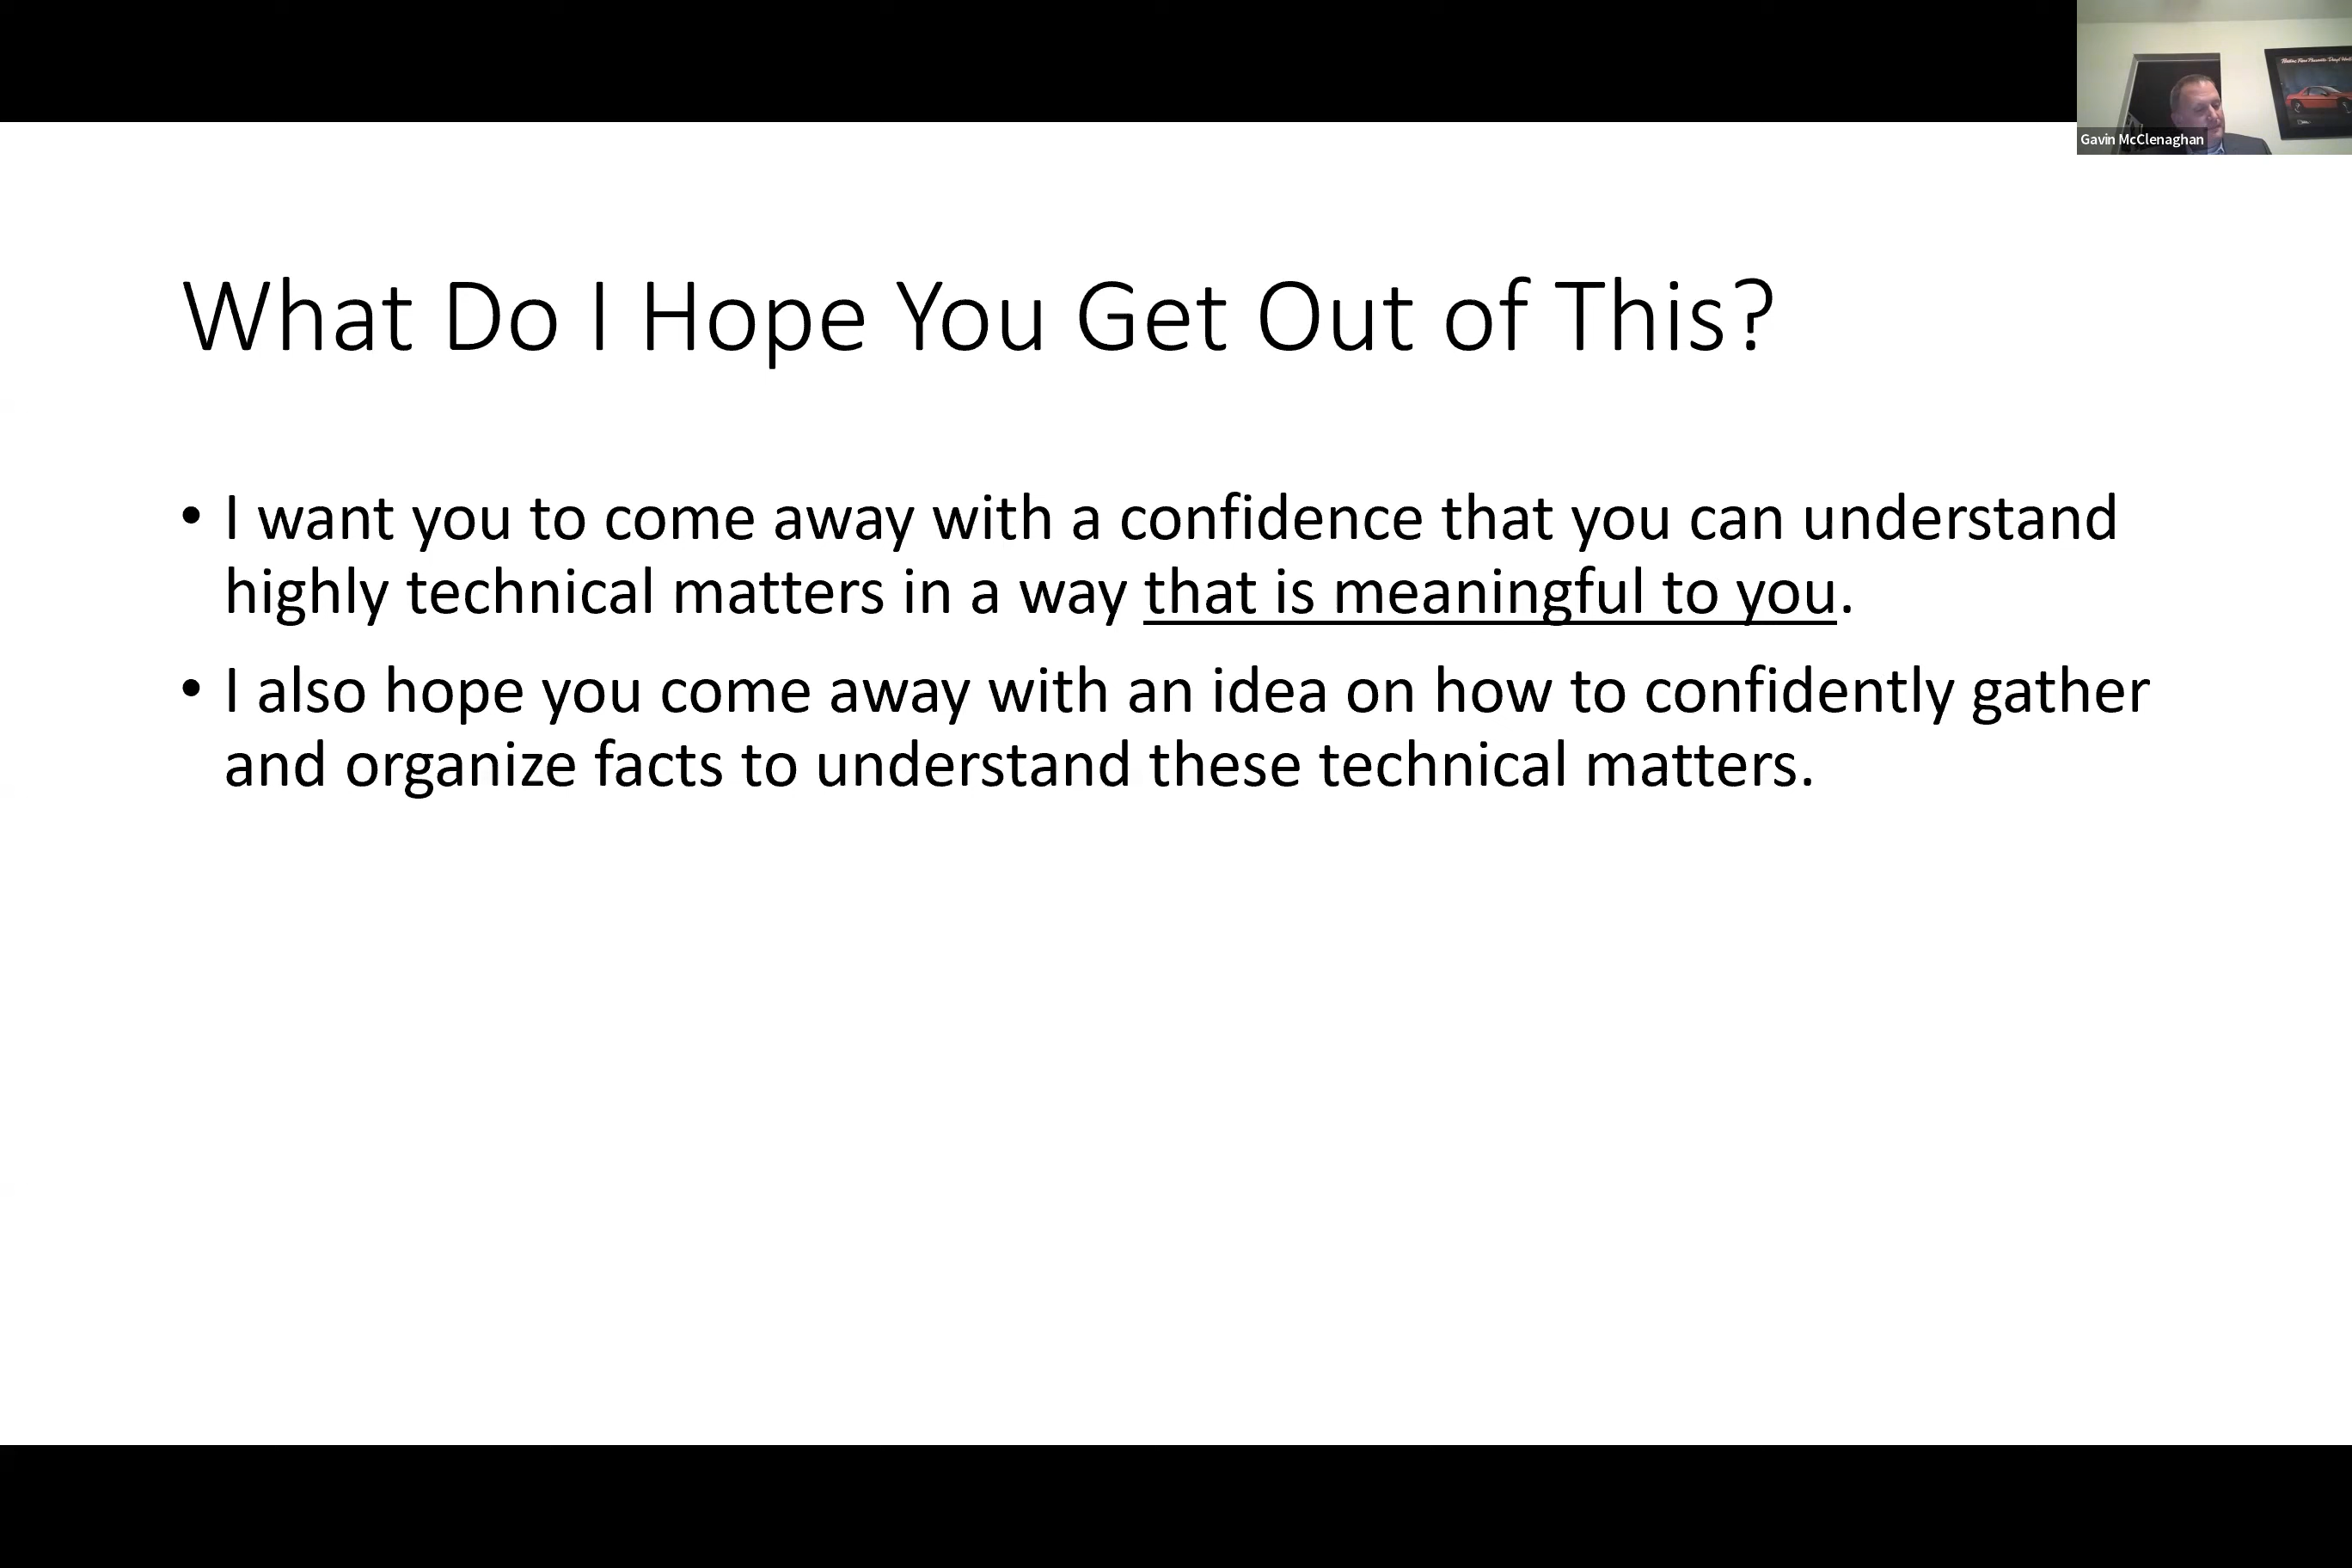 Gavin McClenaghan
What Do I Hope You Get Out of This?
• I want you to come away with a confidence that you can understand
highly technical matters in a way that is meaningful to you.
• I also hope you come away with an idea on how to confidently gather
and organize facts to understand these technical matters.